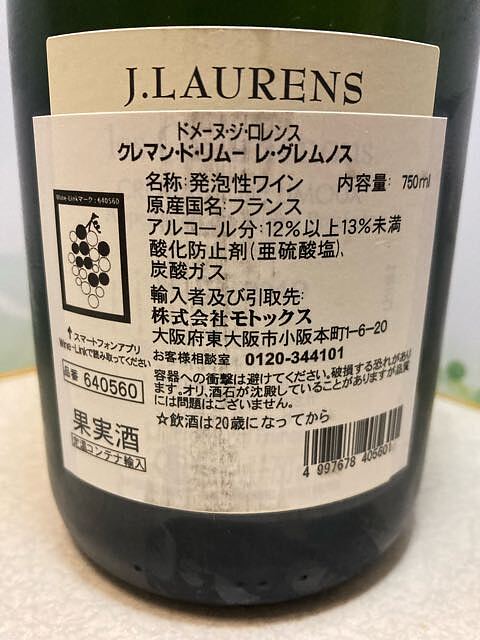 J.LAURENS
ドメーヌ・ジ・ロレンス
クレマン・ド・リムー レ・グレムノス
名称:発泡性ワイン 内容量: 750ml
原産国名:フランス
アルコール分:12%以上13%未満
酸化防止剤(亜硫酸塩)、
炭酸ガス
輸入者及び引取先:
株式会社モトックス
大阪府東大阪市小阪本町1-6-20
お客様相談室 0120-344101
Wine-Linkマーク:640560
↑スマートフォンアプリ
Wine-Linkで読み取ってください
品番 640560
容器への衝撃は避けてください。破損する恐れがあり
ます。オリ、酒石が沈殿していることがありますが品質
には問題はございません。
☆飲酒は20歳になってから
果実酒
定温コンテナ輸入
4 997678 405601